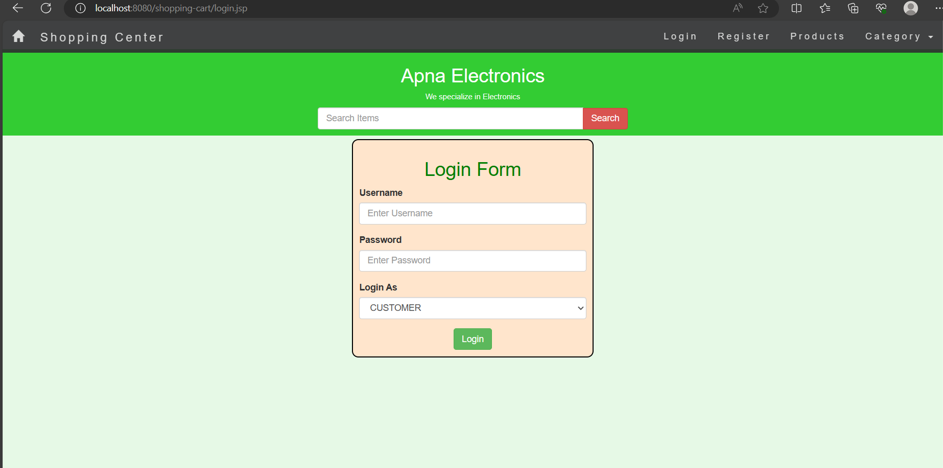 localhost:8080/shopping-cart/login.jsp
Shopping Center Login Register Products Category
Apna Electronics
We specialize in Electronics
Search Items Search
Login Form
Username
Enter Username
Password
Enter Password
Login As
CUSTOMER
Login